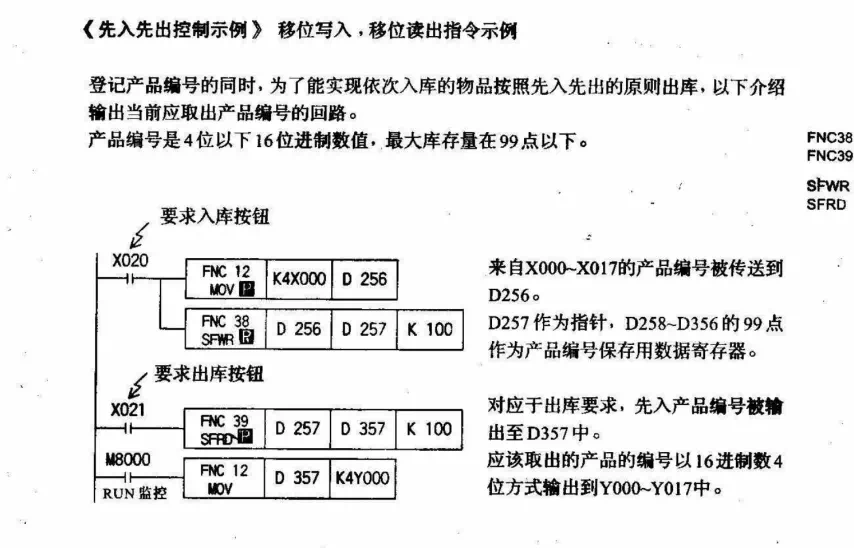 《先入先出控制示例》 移位写入，移位读出指令示例
登记产品编号的同时，为了能实现依次入库的物品按照先入先出的原则出库，以下介绍
输出当前应取出产品编号的回路。
产品编号是4位以下16位进制数值，最大库存量在99点以下。
FNC38
FNC39
SFWR
SFRD
要求入库按钮
X020
FNC 12
MOV P
K4X000
D 256
FNC 38
SFWR P
D 256
D 257
K 100
来自X000~X017的产品编号被传送到
D256。
D257作为指针，D258~D356的99点
作为产品编号保存用数据寄存器。
要求出库按钮
X021
FNC 39
SFRD P
D 257
D 357
K 100
M8000
RUN 监控
FNC 12
MOV
D 357
K4Y000
对应于出库要求，先入产品编号被输
出至D357中。
应该取出的产品的编号以16进制数4
位方式输出到Y000~Y017中。